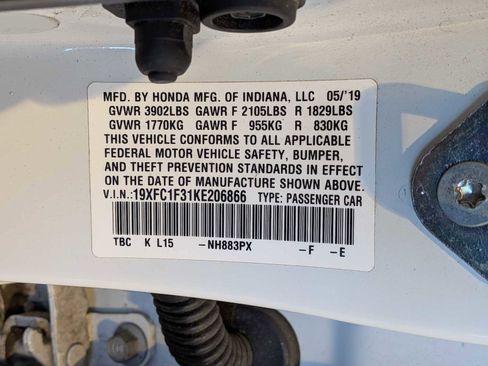 MFD. BY HONDA MFG. OF INDIANA, LLC 05/'19
GVWR 3902LBS GAWR F 2105LBS R 1829LBS
GVWR 1770KG GAWR F 955KG R 830KG
THIS VEHICLE CONFORMS TO ALL APPLICABLE
FEDERAL MOTOR VEHICLE SAFETY, BUMPER,
AND THEFT PREVENTION STANDARDS IN EFFECT
ON THE DATE OF MANUFACTURE SHOWN ABOVE.
V.I.N.:19XFC1F31KE206866 TYPE: PASSENGER CAR
TBC K L15 -NH883PX -F -E